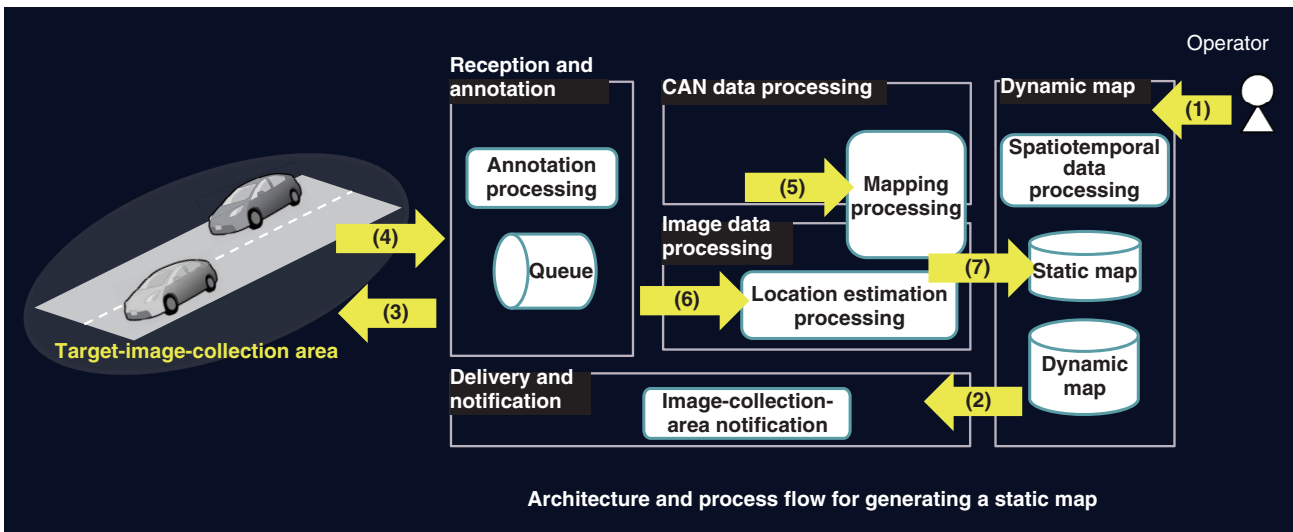 Operator
(1)
Reception and
annotation
Annotation
processing
Queue
CAN data processing
(5)
Mapping
processing
Image data
processing
(6)
Location estimation
processing
(7)
Dynamic map
Spatiotemporal
data
processing
Static map
Dynamic
map
(4)
(3)
Target-image-collection area
Delivery and
notification
Image-collection-
area notification
(2)
Architecture and process flow for generating a static map